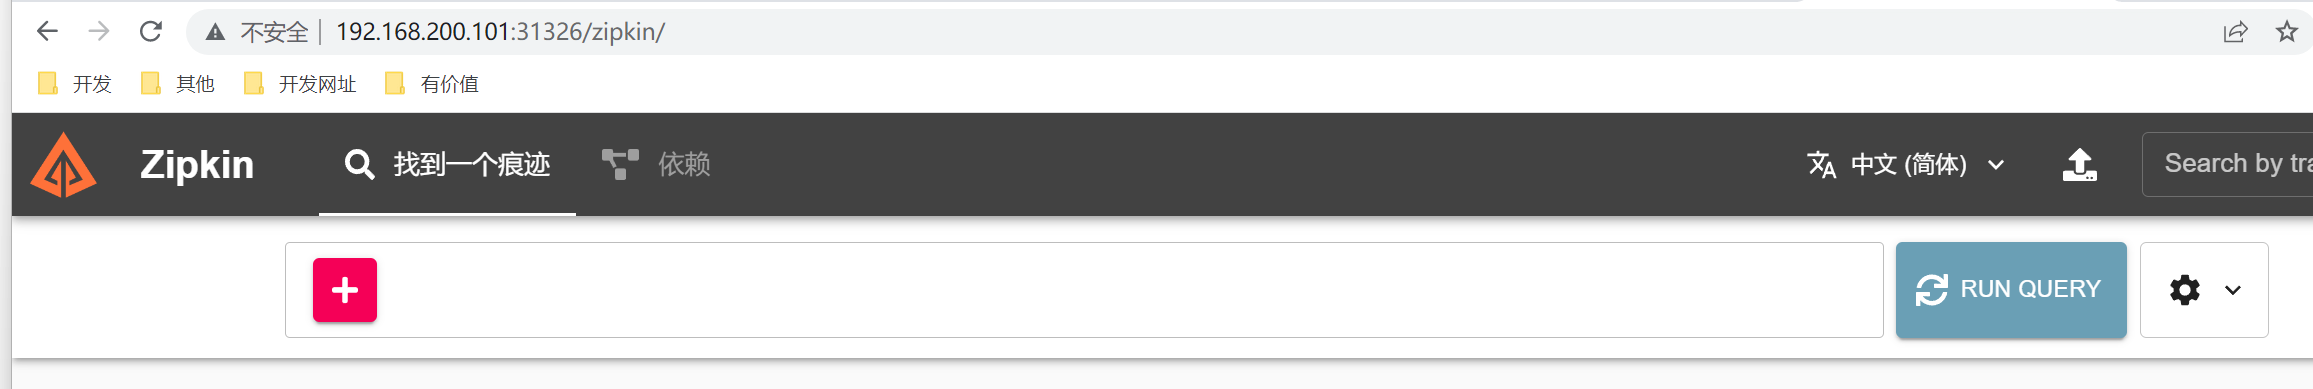 不安全 192.168.200.101:31326/zipkin/
开发 其他 开发网址 有价值
Zipkin 找到一个痕迹 依赖 中文 (简体) Search by tra
RUN QUERY